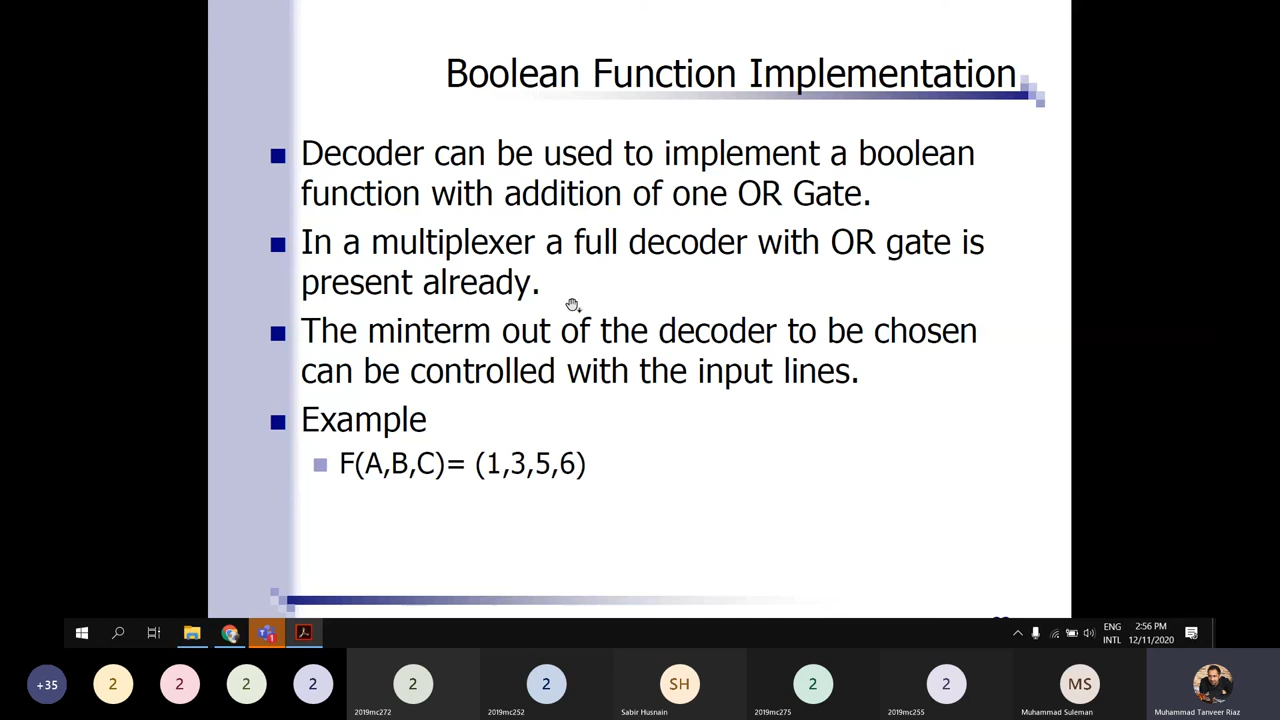 Boolean Function Implementation
Decoder can be used to implement a boolean
function with addition of one OR Gate.
In a multiplexer a full decoder with OR gate is
present already.
The minterm out of the decoder to be chosen
can be controlled with the input lines.
Example
F(A,B,C)= (1,3,5,6)
ENG
INTL
2:56 PM
12/11/2020
1
+35
2
2
2
2
2
2019mc272
2
2019mc252
SH
Sabir Husnain
2
2
2019mc255
MS
Muhammad Suleman
Muhammad Tanveer Riaz